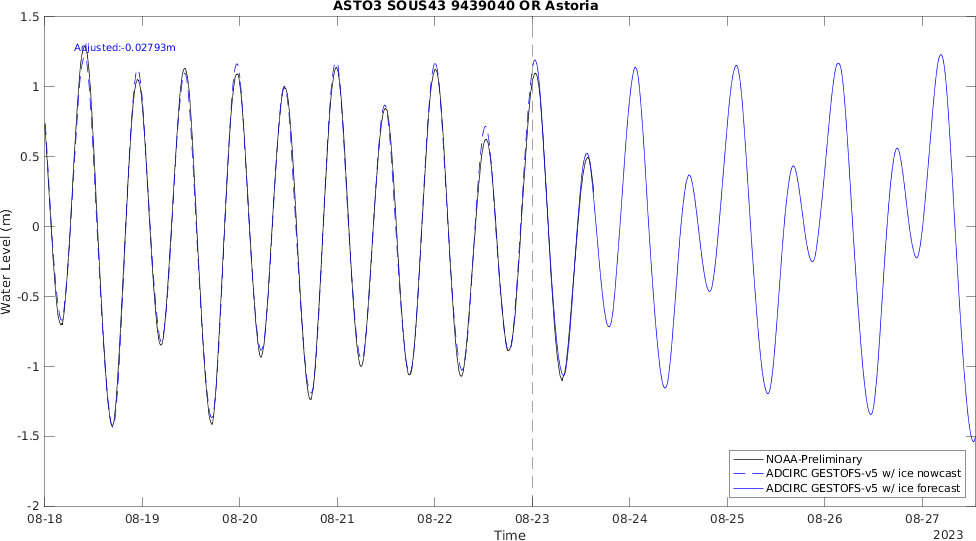 ASTO3 SOUS43 9439040 OR Astoria
Adjusted:-0.02793m
1.5
1
0.5
0
-0.5
-1
-1.5
-2
Water Level (m)
NOAA-Preliminary
ADCIRC GESTOFS-v5 w/ ice nowcast
ADCIRC GESTOFS-v5 w/ ice forecast
08-18 08-19 08-20 08-21 08-22 08-23 08-24 08-25 08-26 08-27
Time
2023